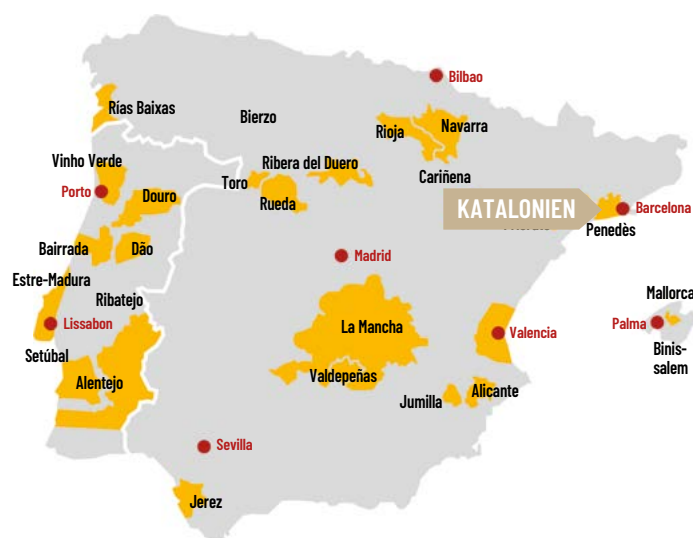 Bilbao
Rías Baixas
Bierzo
Rioja
Navarra
Vinho Verde
Ribera del Duero
Cariñena
Toro
Porto
Douro
Rueda
KATALONIEN
Barcelona
Penedès
Bairrada
Dão
Madrid
Estre-Madura
Ribatejo
Mallorca
Lissabon
La Mancha
Valencia
Palma
Setúbal
Binis-
salem
Alentejo
Valdepeñas
Jumilla
Alicante
Sevilla
Jerez